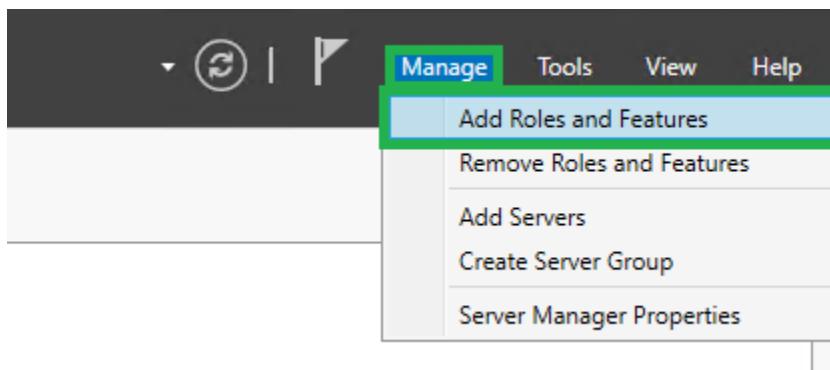 Manage Tools View Help
Add Roles and Features
Remove Roles and Features
Add Servers
Create Server Group
Server Manager Properties